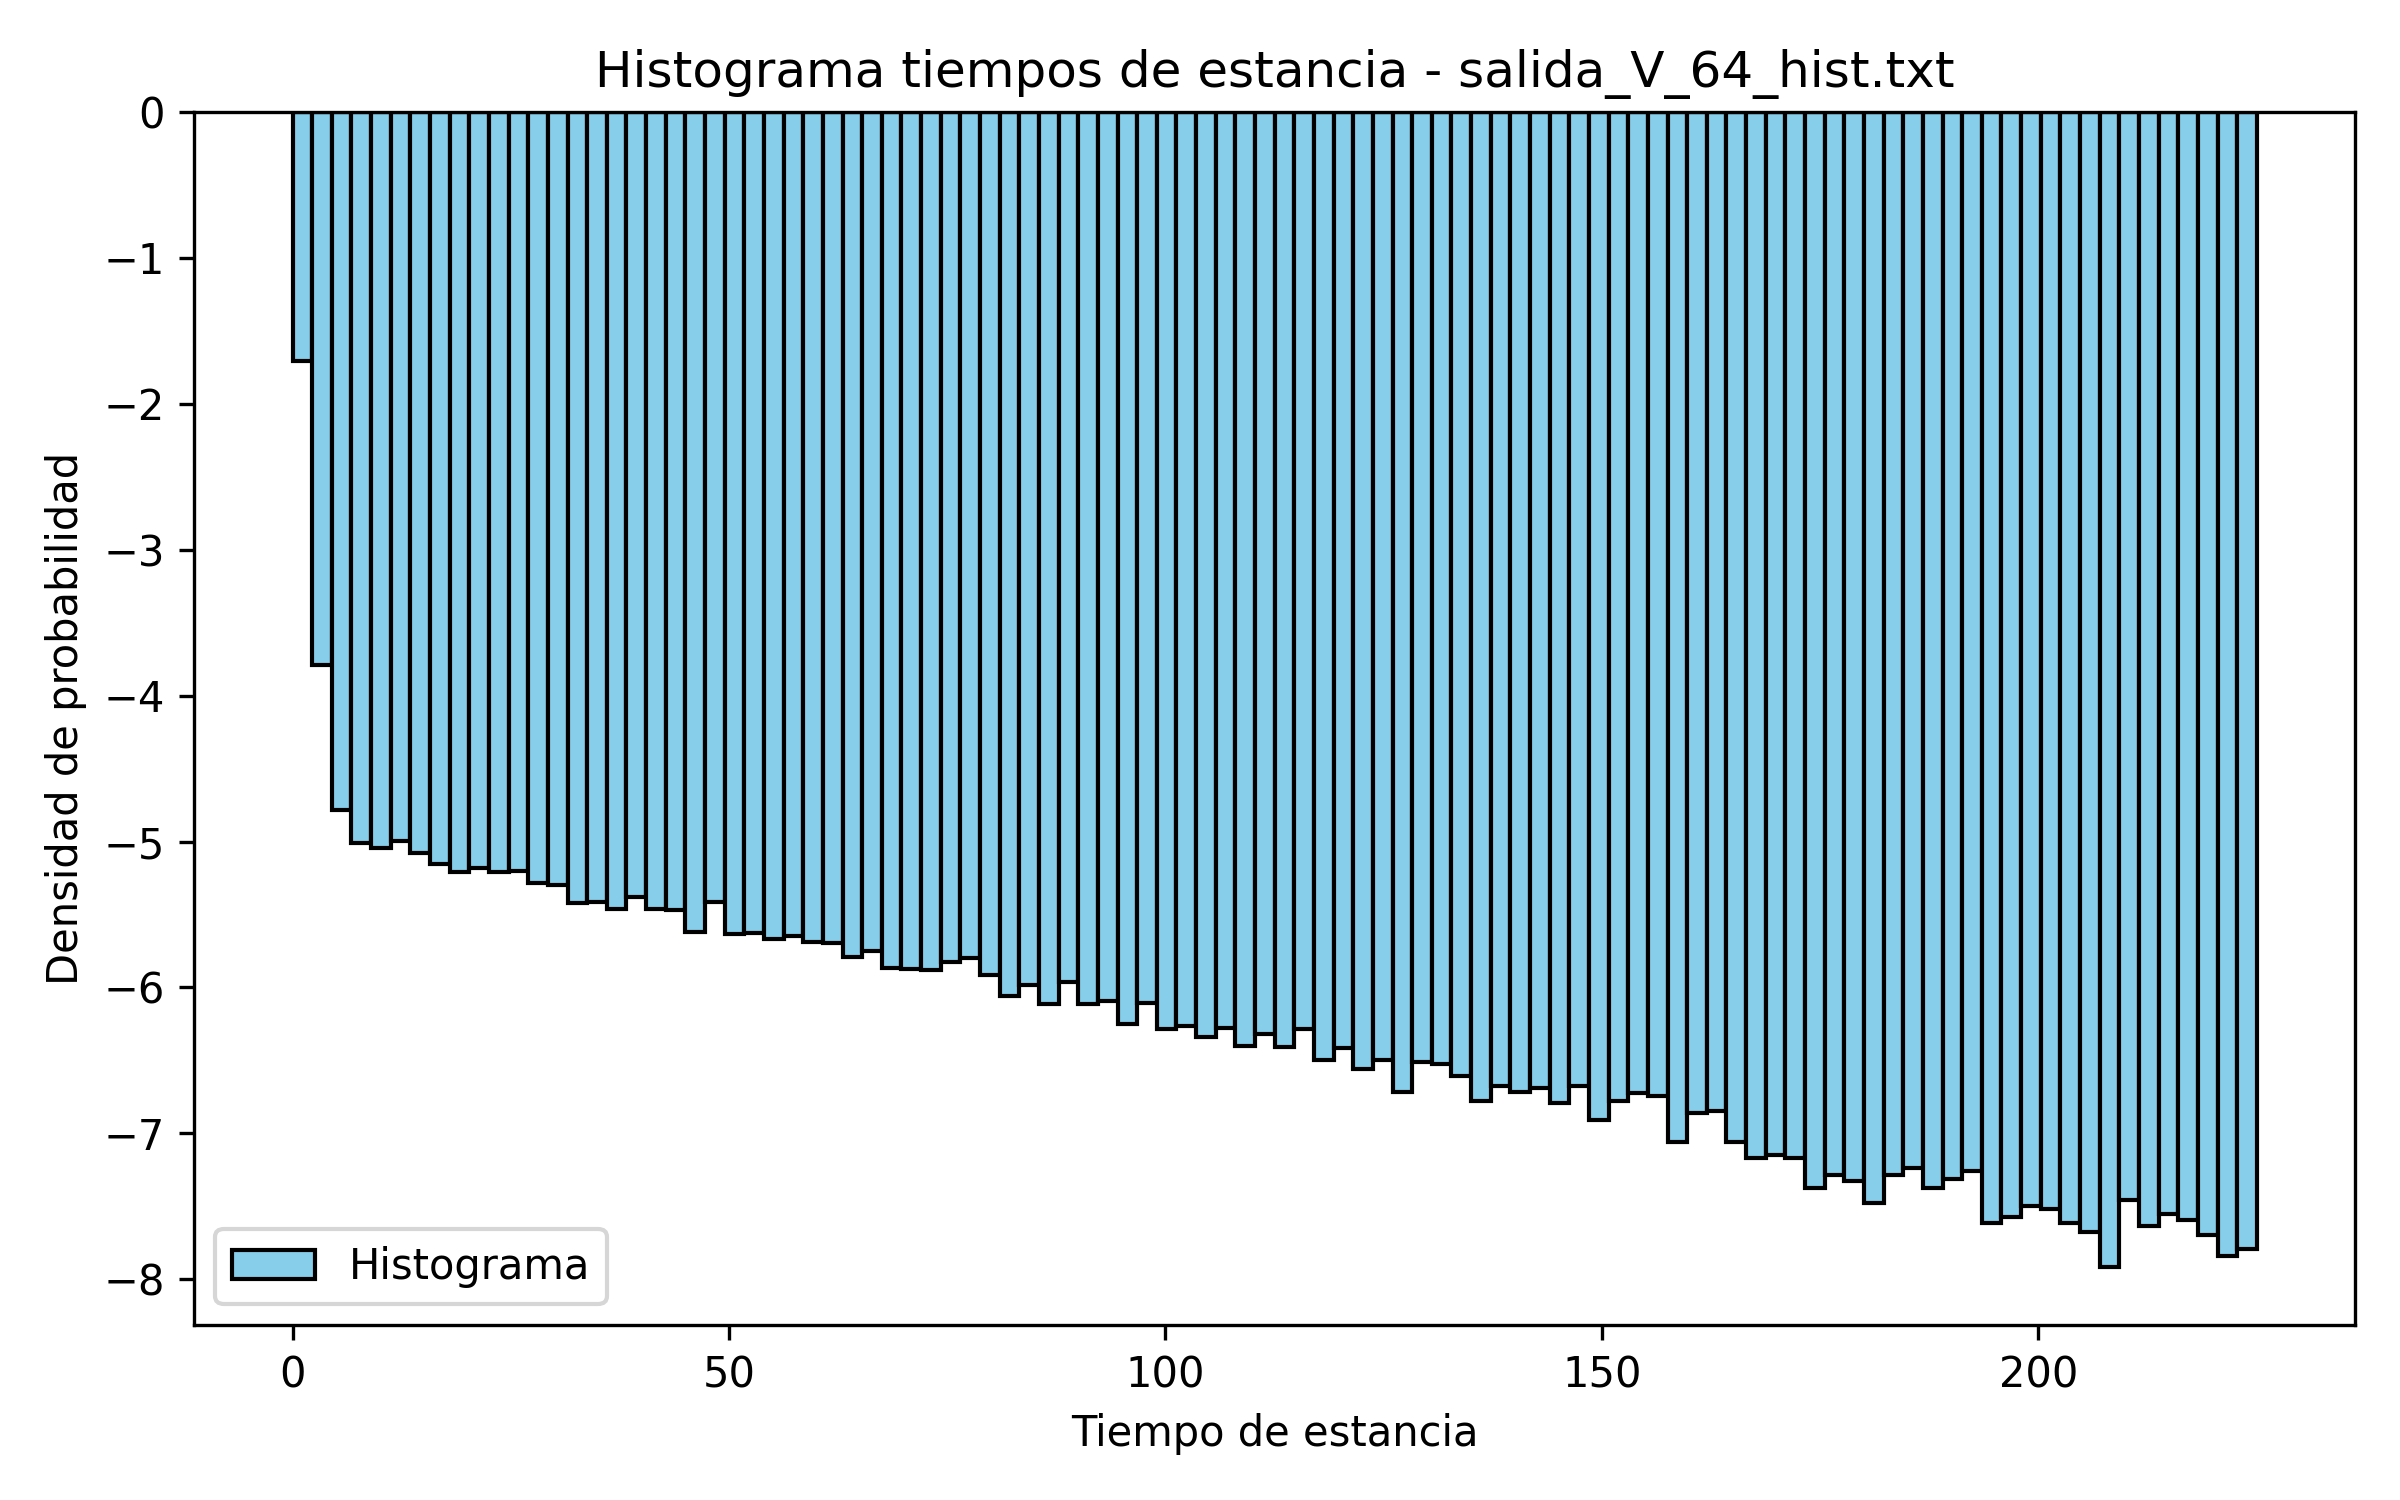 Histograma tiempos de estancia - salida_V_64_hist.txt
0
−1
−2
−3
−4
−5
−6
−7
−8
Densidad de probabilidad
Histograma
0 50 100 150 200
Tiempo de estancia